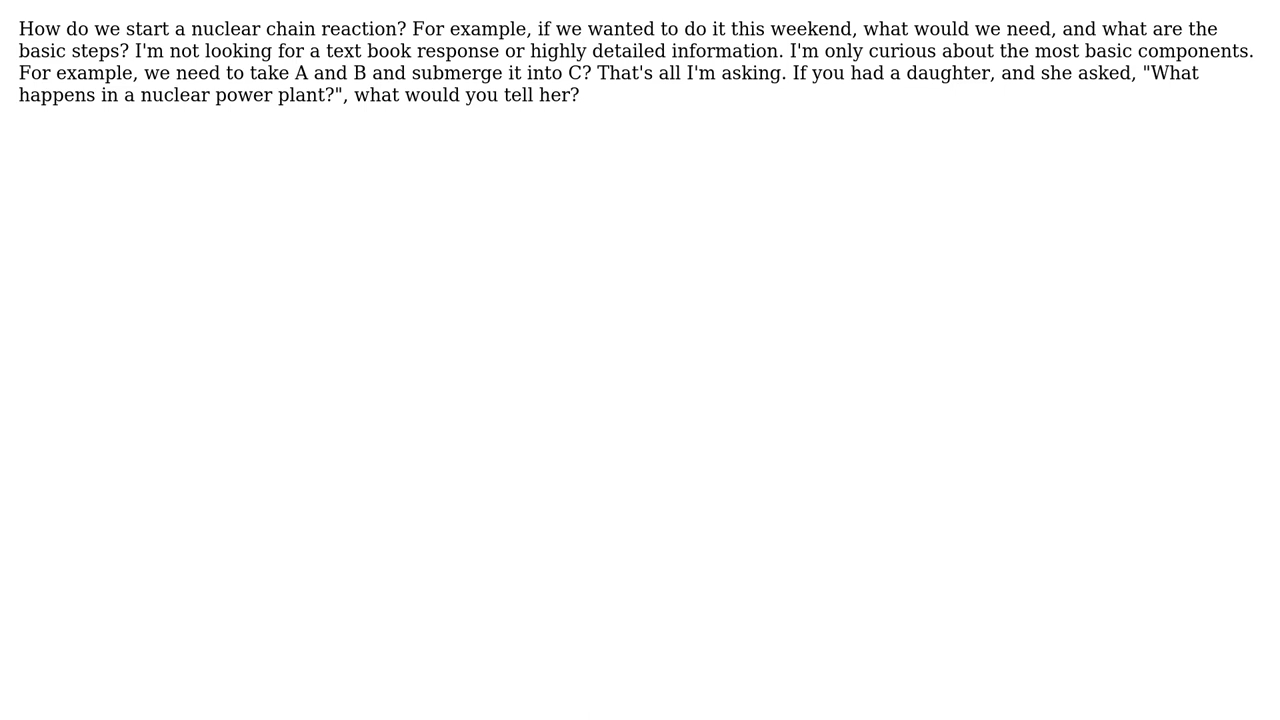 How do we start a nuclear chain reaction? For example, if we wanted to do it this weekend, what would we need, and what are the
basic steps? I'm not looking for a text book response or highly detailed information. I'm only curious about the most basic components.
For example, we need to take A and B and submerge it into C? That's all I'm asking. If you had a daughter, and she asked, "What
happens in a nuclear power plant?", what would you tell her?